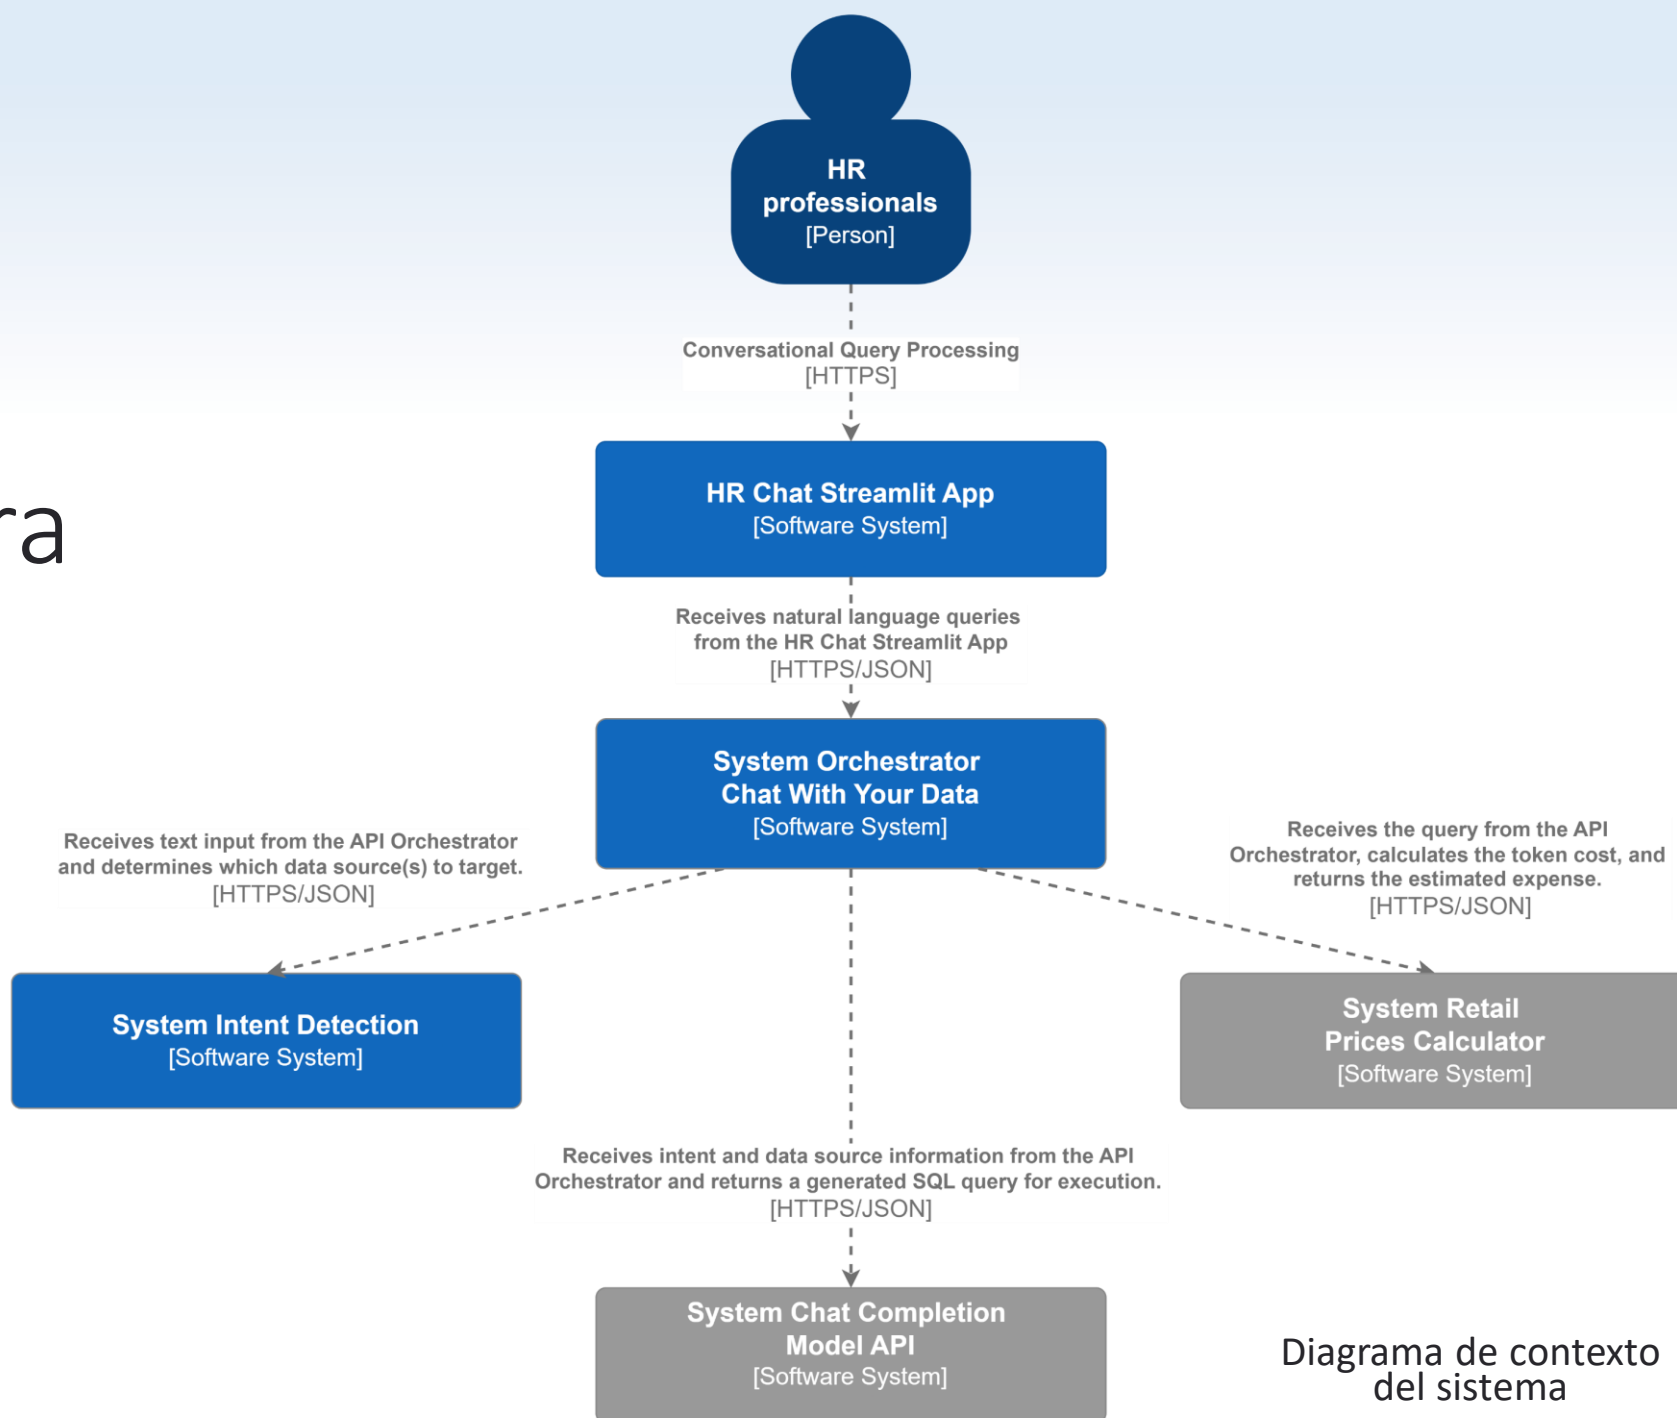 HR
professionals
[Person]
Conversational Query Processing
[HTTPS]
HR Chat Streamlit App
[Software System]
ra
Receives natural language queries
from the HR Chat Streamlit App
[HTTPS/JSON]
System Orchestrator
Chat With Your Data
[Software System]
Receives text input from the API Orchestrator
and determines which data source(s) to target.
[HTTPS/JSON]
Receives the query from the API
Orchestrator, calculates the token cost, and
returns the estimated expense.
[HTTPS/JSON]
System Intent Detection
[Software System]
System Retail
Prices Calculator
[Software System]
Receives intent and data source information from the API
Orchestrator and returns a generated SQL query for execution.
[HTTPS/JSON]
System Chat Completion
Model API
[Software System]
Diagrama de contexto
del sistema